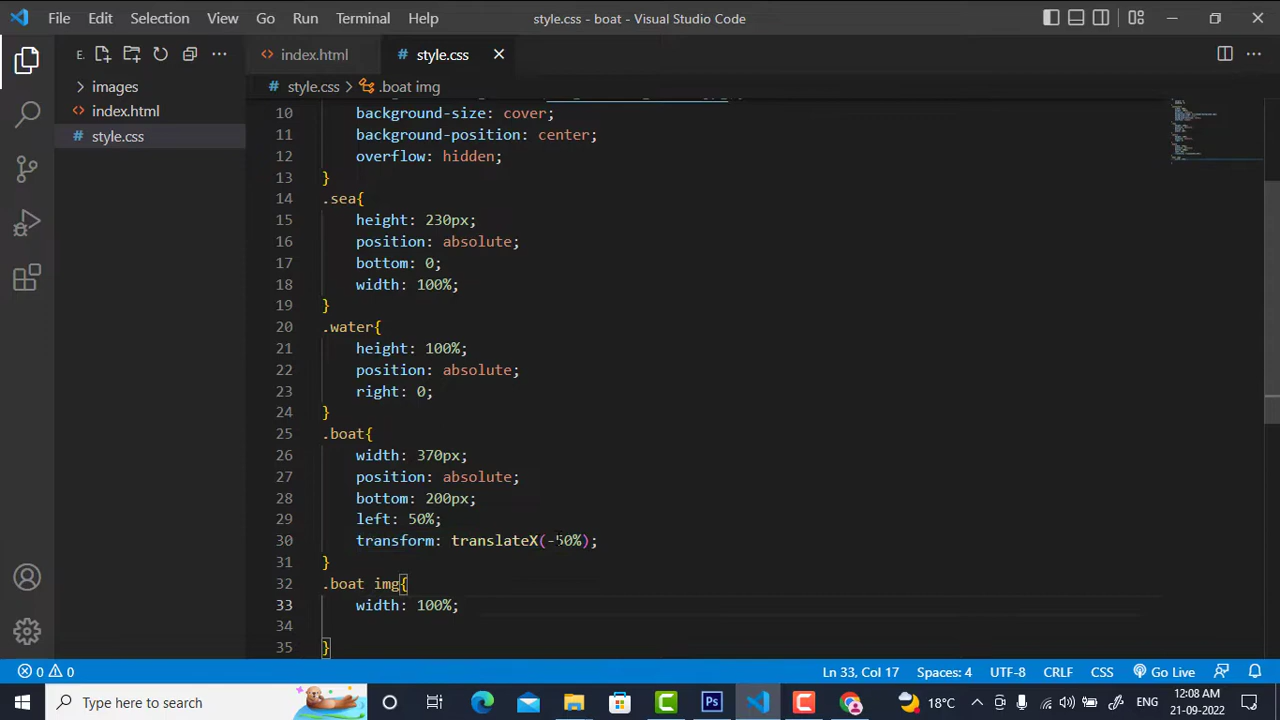 File Edit Selection View Go Run Terminal Help style.css - boat - Visual Studio Code
E. index.html style.css
images
index.html
style.css
style.css > .boat img
10 background-size: cover;
11 background-position: center;
12 overflow: hidden;
13 }
14 .sea{
15 height: 230px;
16 position: absolute;
17 bottom: 0;
18 width: 100%;
19 }
20 .water{
21 height: 100%;
22 position: absolute;
23 right: 0;
24 }
25 .boat{
26 width: 370px;
27 position: absolute;
28 bottom: 200px;
29 left: 50%;
30 transform: translateX(-50%);
31 }
32 .boat img{
33 width: 100%;
34
35 }
0 0 Ln 33, Col 17 Spaces: 4 UTF-8 CRLF CSS Go Live
Type here to search Ps 18°C ENG 12:08 AM
21-09-2022